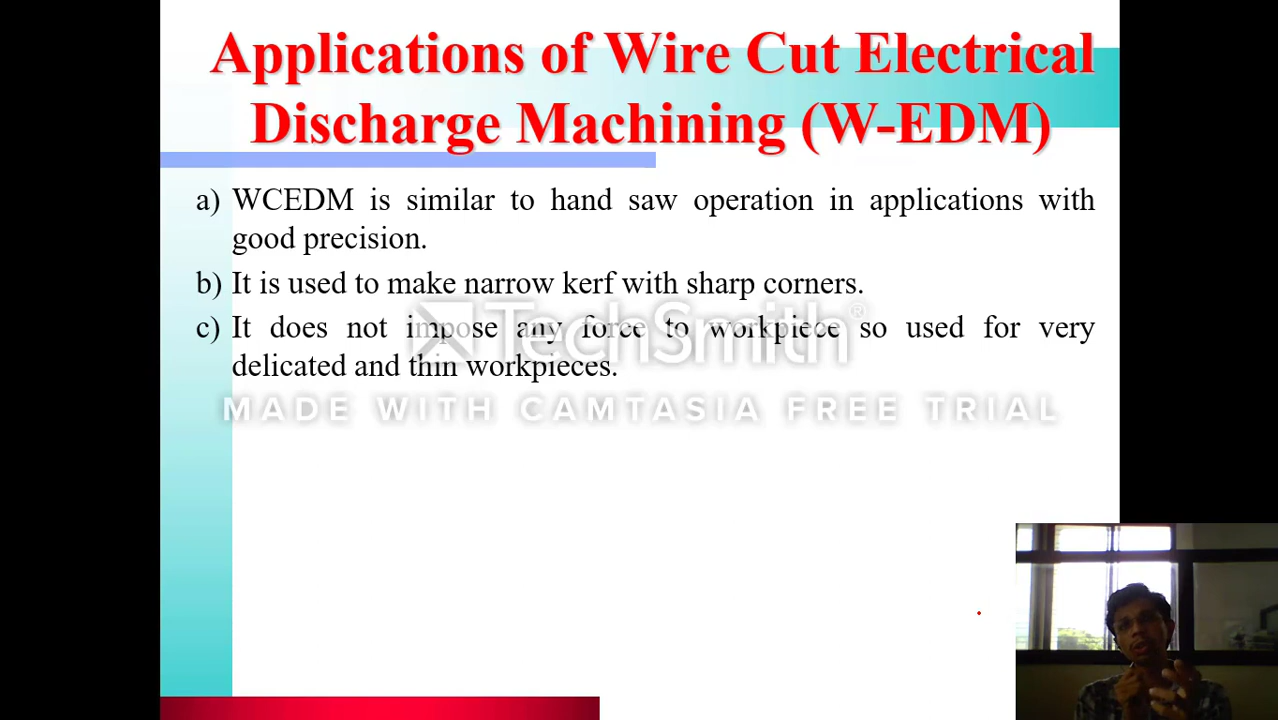 Applications of Wire Cut Electrical
Discharge Machining (W-EDM)
a) WCEDM is similar to hand saw operation in applications with
good precision.
b) It is used to make narrow kerf with sharp corners.
c) It does not impose any force to workpiece so used for very
delicated and thin workpieces.
TechSmith®
MADE WITH CAMTASIA FREE TRIAL